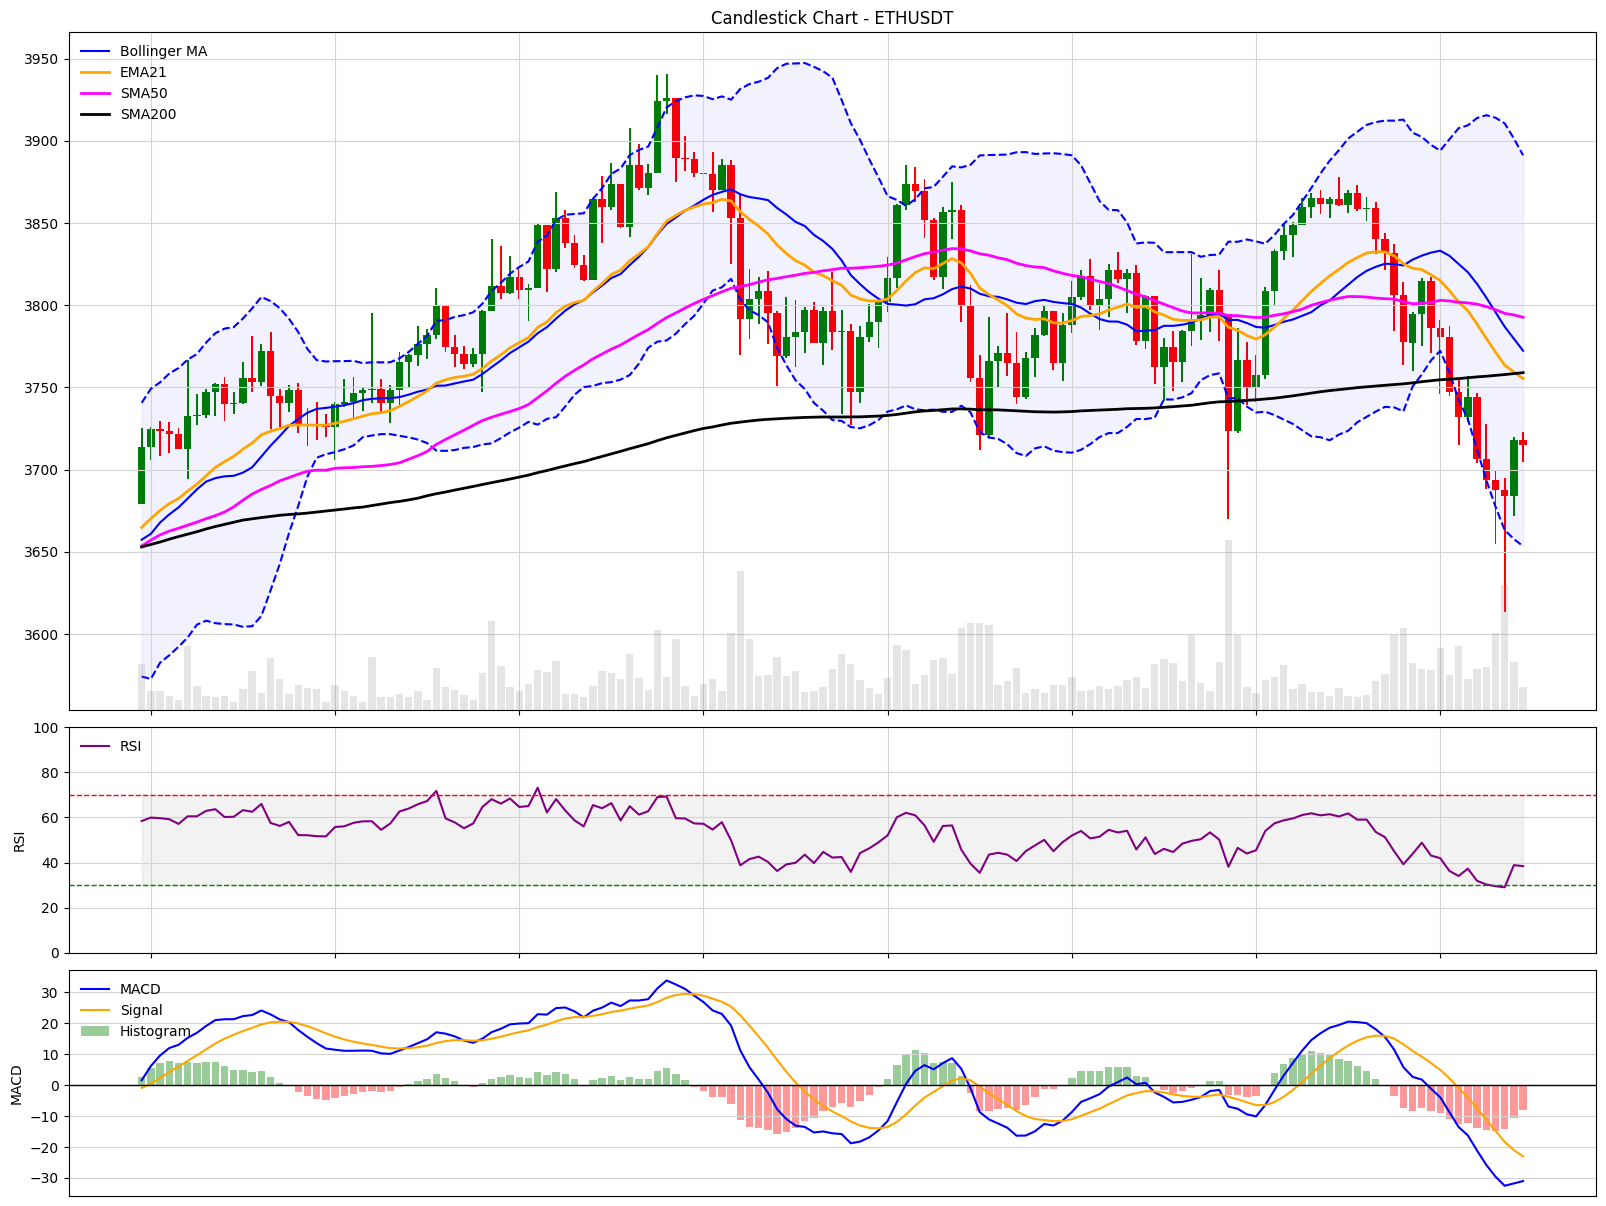 Candlestick Chart - ETHUSDT
Bollinger MA
EMA21
SMA50
SMA200
3950
3900
3850
3800
3750
3700
3650
3600
RSI
RSI
100
80
60
40
20
0
MACD
Signal
Histogram
MACD
30
20
10
0
−10
−20
−30